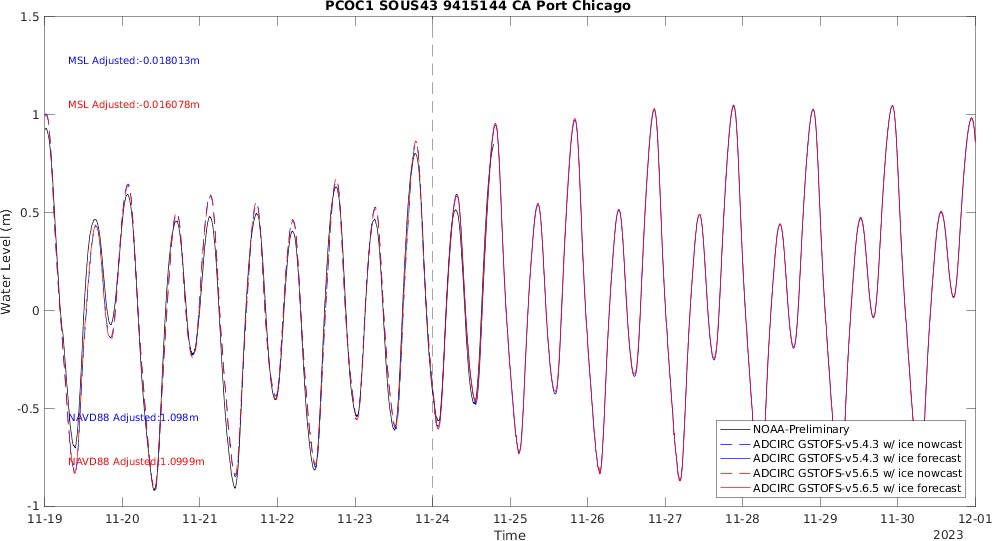 PCOC1 SOUS43 9415144 CA Port Chicago
1.5
MSL Adjusted:-0.018013m
MSL Adjusted:-0.016078m
1
0.5
Water Level (m)
0
-0.5
NAVD88 Adjusted:1.098m
NAVD88 Adjusted:1.0999m
-1
NOAA-Preliminary
ADCIRC GSTOFS-v5.4.3 w/ ice nowcast
ADCIRC GSTOFS-v5.4.3 w/ ice forecast
ADCIRC GSTOFS-v5.6.5 w/ ice nowcast
ADCIRC GSTOFS-v5.6.5 w/ ice forecast
11-19 11-20 11-21 11-22 11-23 11-24 11-25 11-26 11-27 11-28 11-29 11-30 12-01
Time
2023